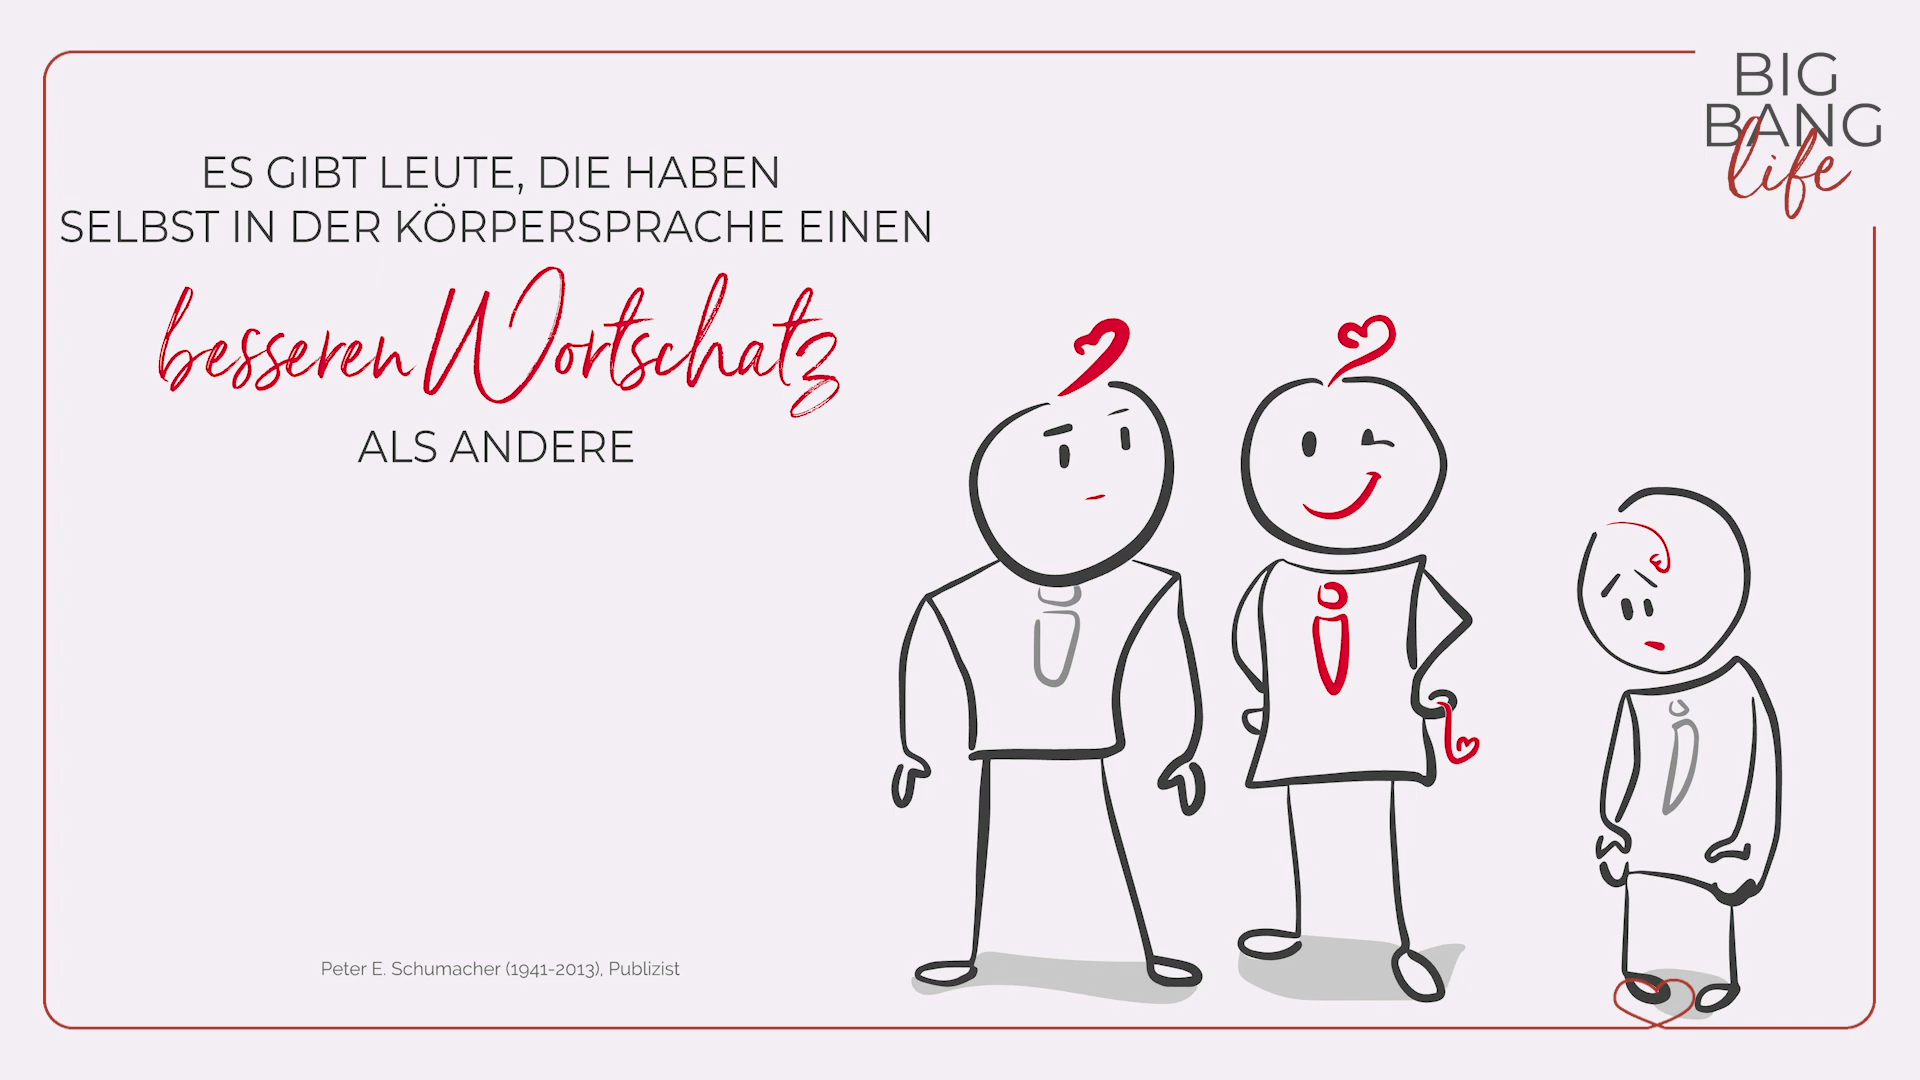 BIG
BANG
life
ES GIBT LEUTE, DIE HABEN
SELBST IN DER KÖRPERSPRACHE EINEN
besseren Wortschatz
ALS ANDERE
Peter E. Schumacher (1941-2013), Publizist